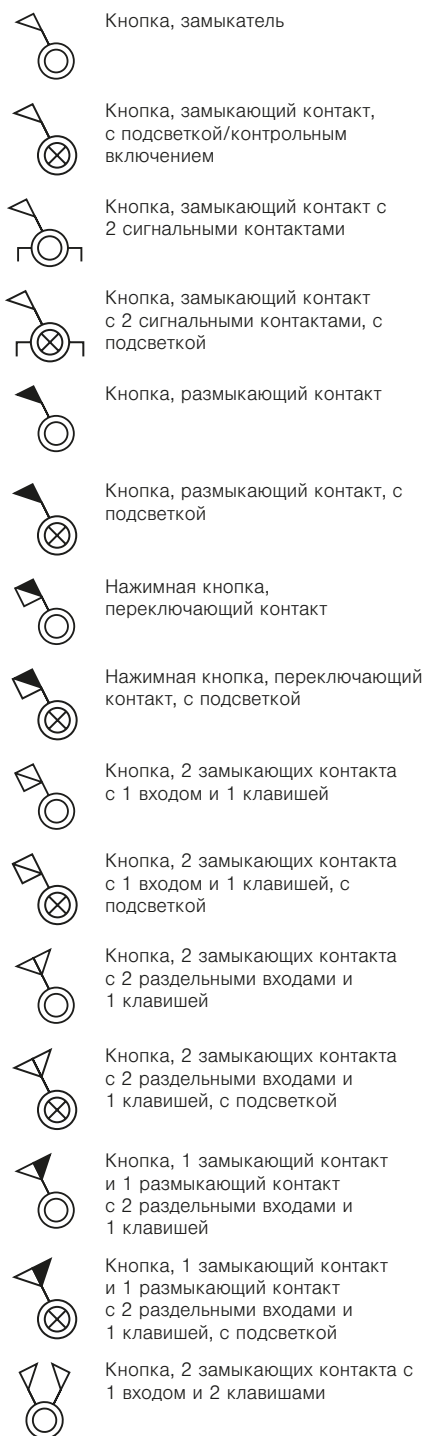 Кнопка, замыкатель
Кнопка, замыкающий контакт,
с подсветкой/контрольным
включением
Кнопка, замыкающий контакт с
2 сигнальными контактами
Кнопка, замыкающий контакт
с 2 сигнальными контактами, с
подсветкой
Кнопка, размыкающий контакт
Кнопка, размыкающий контакт, с
подсветкой
Нажимная кнопка,
переключающий контакт
Нажимная кнопка, переключающий
контакт, с подсветкой
Кнопка, 2 замыкающих контакта
с 1 входом и 1 клавишей
Кнопка, 2 замыкающих контакта
с 1 входом и 1 клавишей, с
подсветкой
Кнопка, 2 замыкающих контакта
с 2 раздельными входами и
1 клавишей
Кнопка, 2 замыкающих контакта
с 2 раздельными входами и
1 клавишей, с подсветкой
Кнопка, 1 замыкающий контакт
и 1 размыкающий контакт
с 2 раздельными входами и
1 клавишей
Кнопка, 1 замыкающий контакт
и 1 размыкающий контакт
с 2 раздельными входами и
1 клавишей, с подсветкой
Кнопка, 2 замыкающих контакта с
1 входом и 2 клавишами